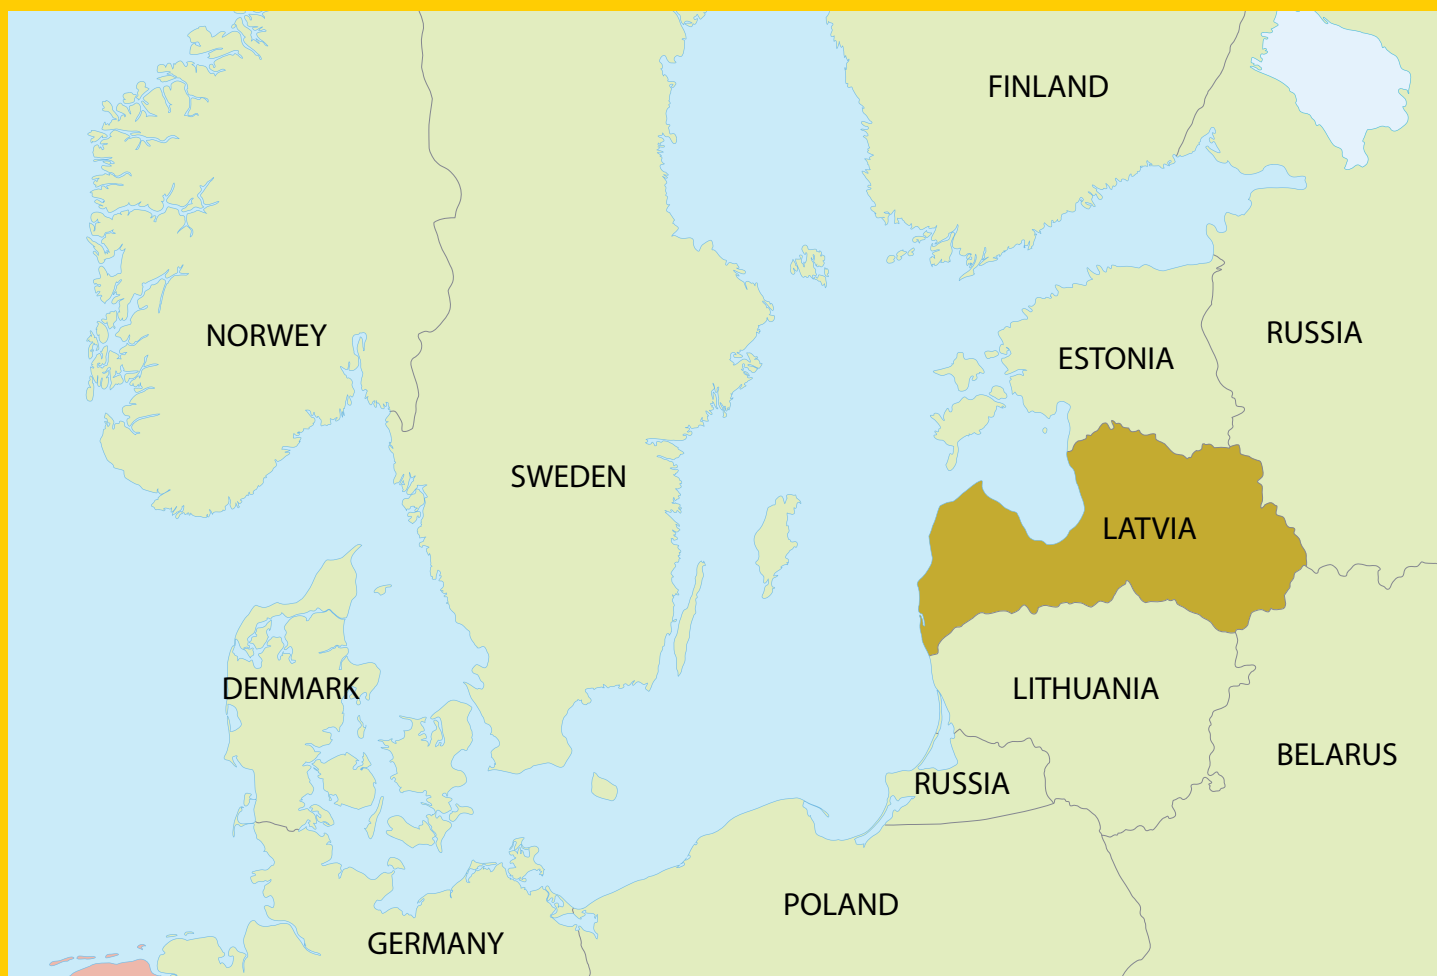 FINLAND
NORWEY
RUSSIA
ESTONIA
SWEDEN
LATVIA
DENMARK
LITHUANIA
BELARUS
RUSSIA
POLAND
GERMANY